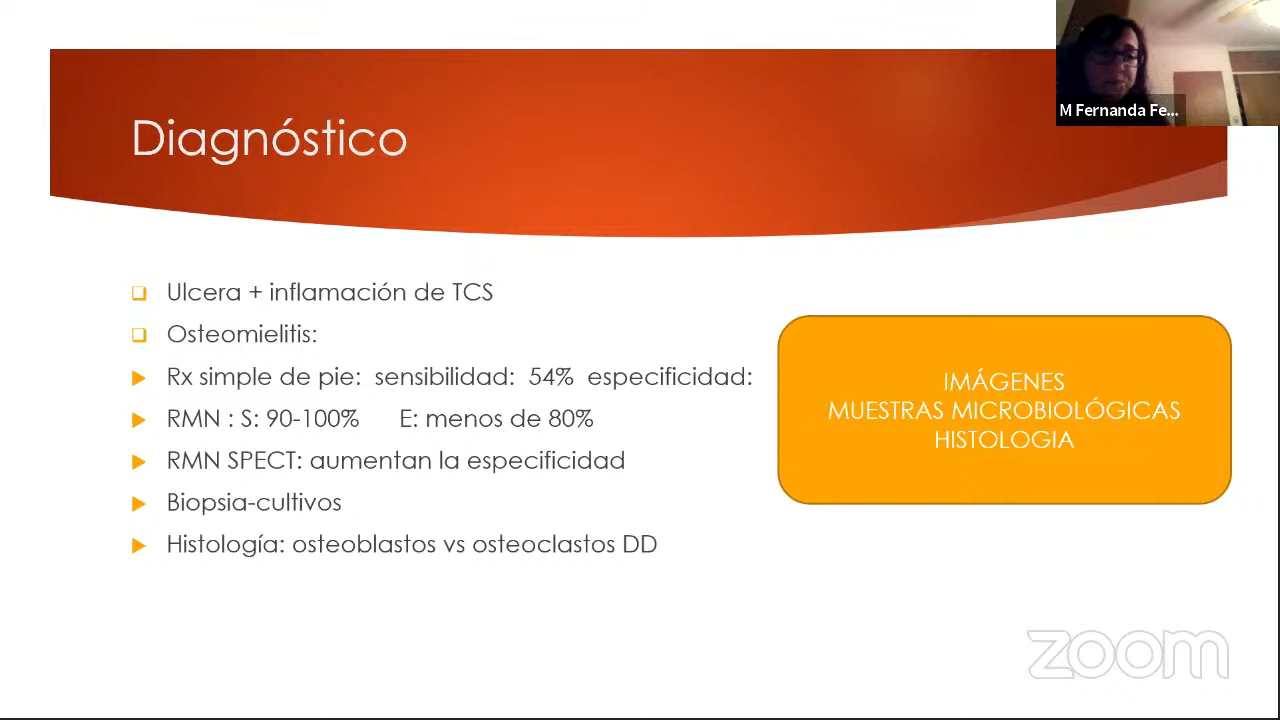 M Fernanda Fe...
Diagnóstico
Ulcera + inflamación de TCS
Osteomielitis:
Rx simple de pie: sensibilidad: 54% especificidad:
RMN : S: 90-100% E: menos de 80%
RMN SPECT: aumentan la especificidad
Biopsia-cultivos
Histología: osteoblastos vs osteoclastos DD
IMÁGENES
MUESTRAS MICROBIOLÓGICAS
HISTOLOGIA
zoom